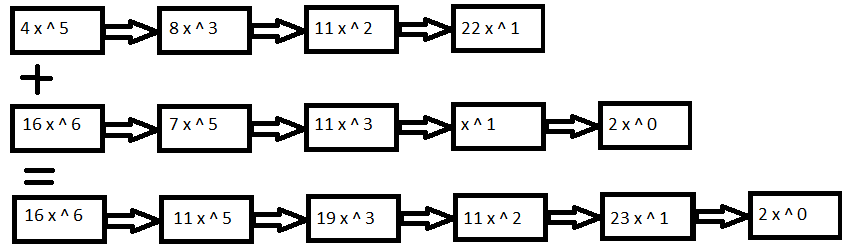 4 x ^ 5 8 x ^ 3 11 x ^ 2 22 x ^ 1
+
16 x ^ 6 7 x ^ 5 11 x ^ 3 x ^ 1 2 x ^ 0
=
16 x ^ 6 11 x ^ 5 19 x ^ 3 11 x ^ 2 23 x ^ 1 2 x ^ 0